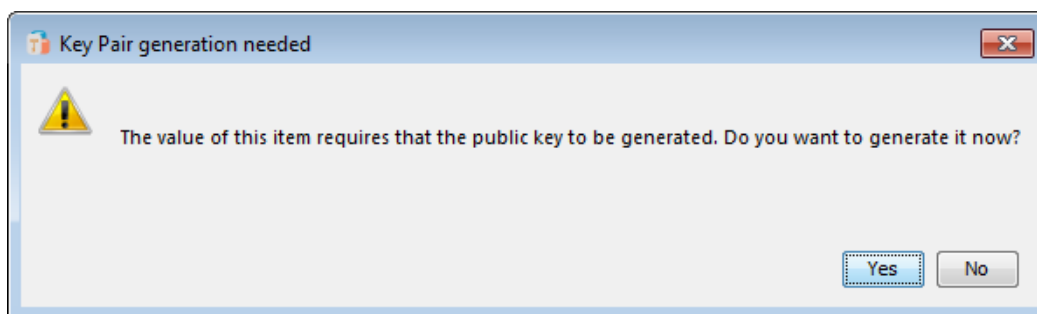 Key Pair generation needed
The value of this item requires that the public key to be generated. Do you want to generate it now?
Yes No